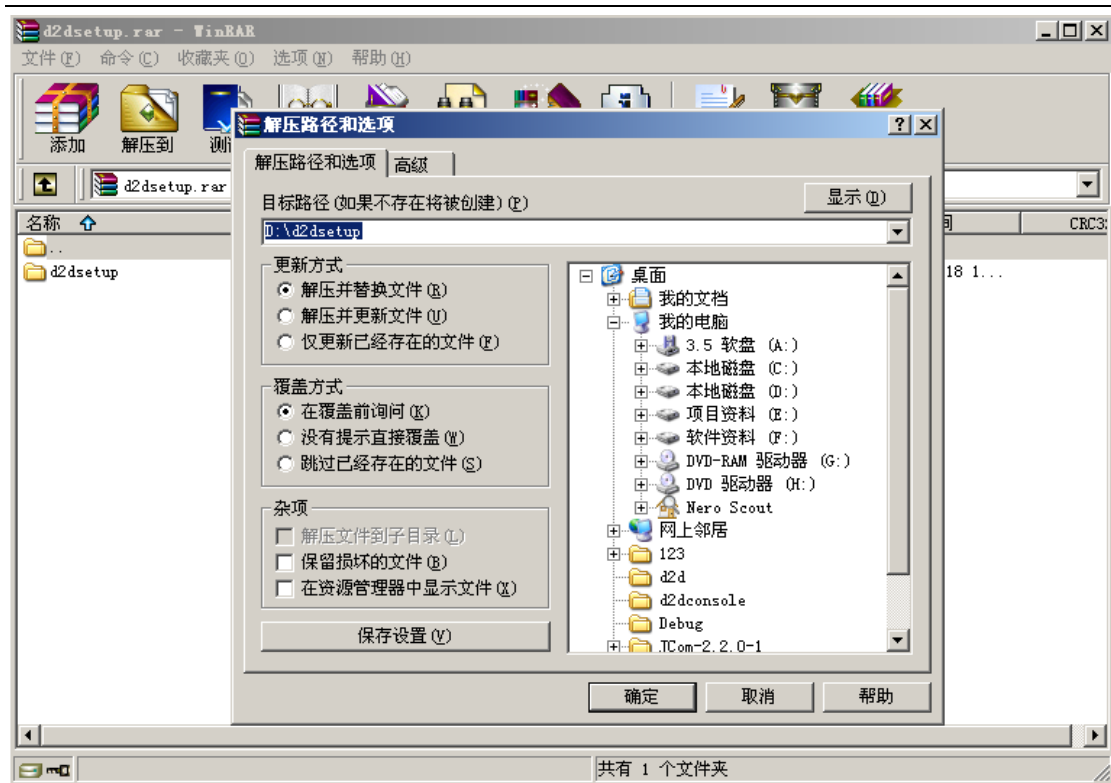 d2dsetup.rar - WinRAR
文件(F) 命令(C) 收藏夹(O) 选项(N) 帮助(H)
添加 解压到
d2dsetup.rar
名称 CRC32
..
d2dsetup 18 1...
解压路径和选项
解压路径和选项 高级
目标路径(如果不存在将被创建)(P) 显示(D)
D:\d2dsetup
更新方式
解压并替换文件(R)
解压并更新文件(U)
仅更新已经存在的文件(F)
覆盖方式
在覆盖前询问(K)
没有提示直接覆盖(W)
跳过已经存在的文件(S)
杂项
解压文件到子目录(L)
保留损坏的文件(B)
在资源管理器中显示文件(X)
保存设置(V)
桌面
我的文档
我的电脑
3.5 软盘 (A:)
本地磁盘 (C:)
本地磁盘 (D:)
项目资料 (E:)
软件资料 (F:)
DVD-RAM 驱动器 (G:)
DVD 驱动器 (H:)
Nero Scout
网上邻居
123
d2d
d2dconsole
Debug
JCom-2.2.0-1
确定 取消 帮助
共有 1 个文件夹